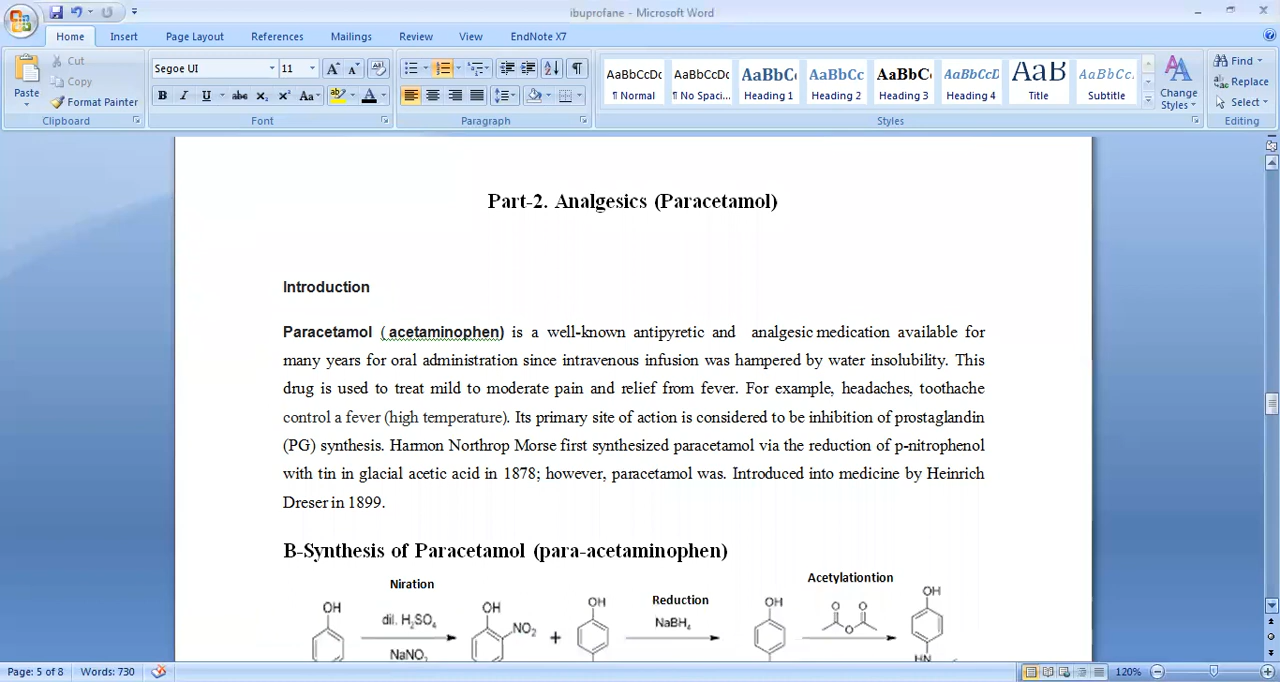 ibuprofane - Microsoft Word
Home Insert Page Layout References Mailings Review View EndNote X7
Paste
Cut
Copy
Format Painter
Clipboard
Segoe UI 11
B I U abc X₂ X² Aa
Font
Paragraph
AaBbCcDc AaBbCcDc AaBbC( AaBbCc AaBbC( AaBbCcD AaB AaBbCc.
¶ Normal ¶ No Spaci... Heading 1 Heading 2 Heading 3 Heading 4 Title Subtitle
Change
Styles
Styles
Find
Replace
Select
Editing
Part-2. Analgesics (Paracetamol)
Introduction
Paracetamol ( acetaminophen) is a well-known antipyretic and analgesic medication available for
many years for oral administration since intravenous infusion was hampered by water insolubility. This
drug is used to treat mild to moderate pain and relief from fever. For example, headaches, toothache
control a fever (high temperature). Its primary site of action is considered to be inhibition of prostaglandin
(PG) synthesis. Harmon Northrop Morse first synthesized paracetamol via the reduction of p-nitrophenol
with tin in glacial acetic acid in 1878; however, paracetamol was. Introduced into medicine by Heinrich
Dreser in 1899.
B-Synthesis of Paracetamol (para-acetaminophen)
Niration Reduction Acetylationtion
OH dil. H₂SO₄ OH NO₂ + OH NaBH₄ OH O O O OH
NaNO₃ HN
Page: 5 of 8 Words: 730 120%